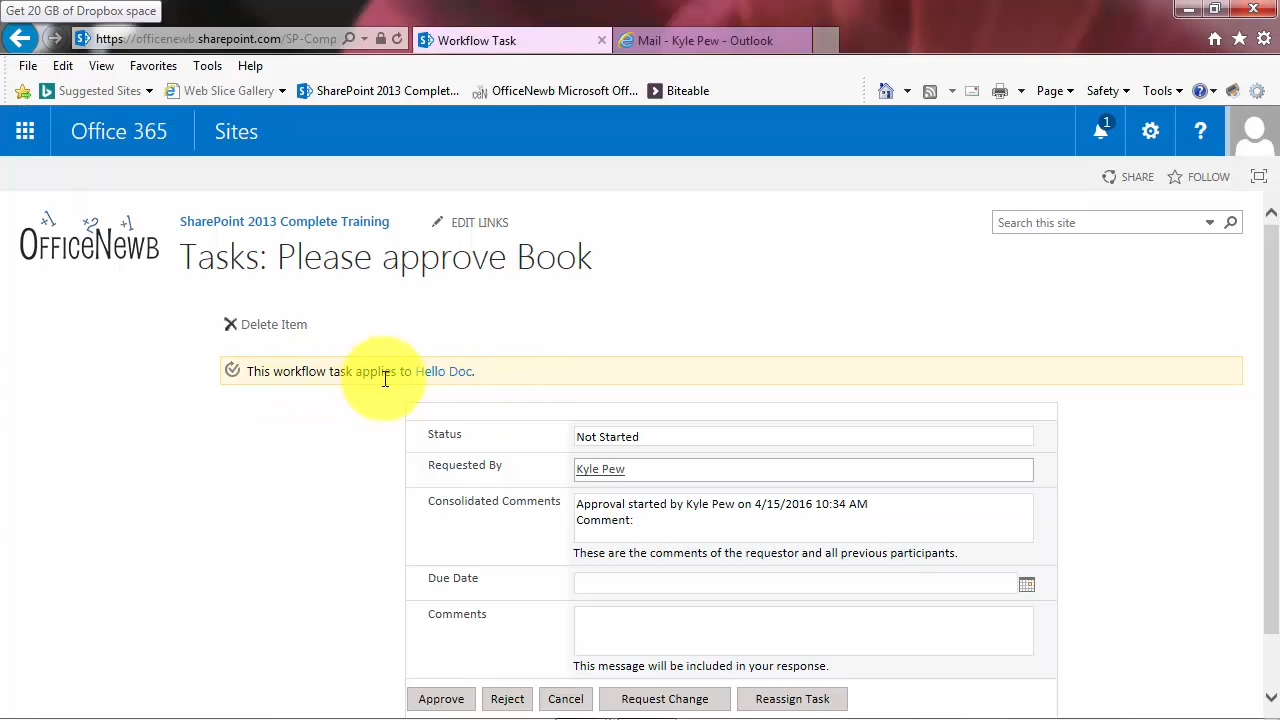 Get 20 GB of Dropbox space
https://officenewb.sharepoint.com/SP-Comp
Workflow Task
Mail - Kyle Pew - Outlook
File Edit View Favorites Tools Help
Suggested Sites Web Slice Gallery SharePoint 2013 Complet... OfficeNewb Microsoft Off... Biteable Page Safety Tools
Office 365 Sites 1 ?
SHARE FOLLOW
OFFICENEWB +1 x2 +1
SharePoint 2013 Complete Training EDIT LINKS
Search this site
Tasks: Please approve Book
Delete Item
This workflow task applies to Hello Doc.
Status Not Started
Requested By Kyle Pew
Consolidated Comments Approval started by Kyle Pew on 4/15/2016 10:34 AM
Comment:
These are the comments of the requestor and all previous participants.
Due Date
Comments
This message will be included in your response.
Approve Reject Cancel Request Change Reassign Task